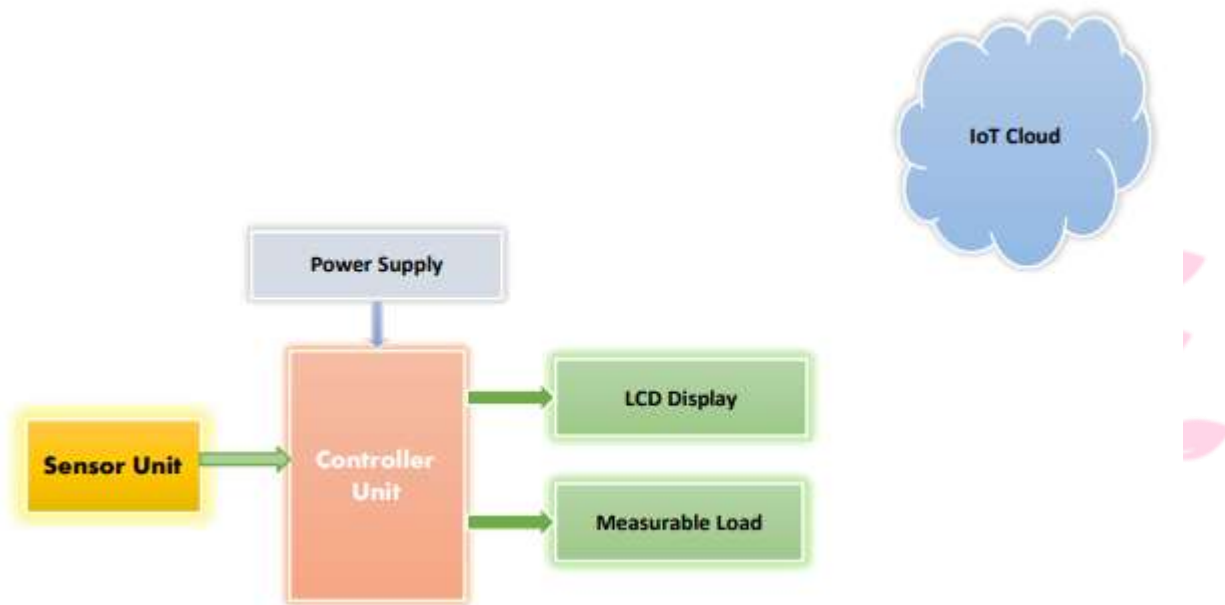 IoT Cloud
Power Supply
LCD Display
Sensor Unit
Controller
Unit
Measurable Load